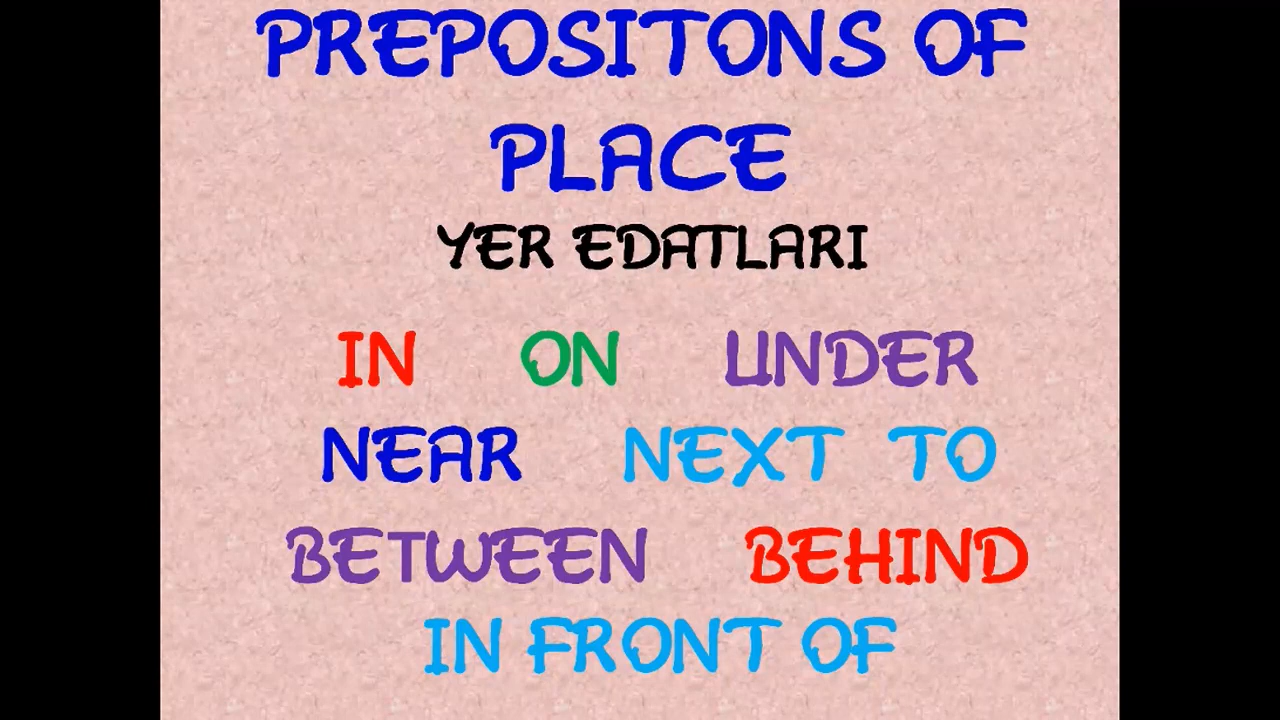 PREPOSITONS OF
PLACE
YER EDATLARI
IN ON UNDER
NEAR NEXT TO
BETWEEN BEHIND
IN FRONT OF